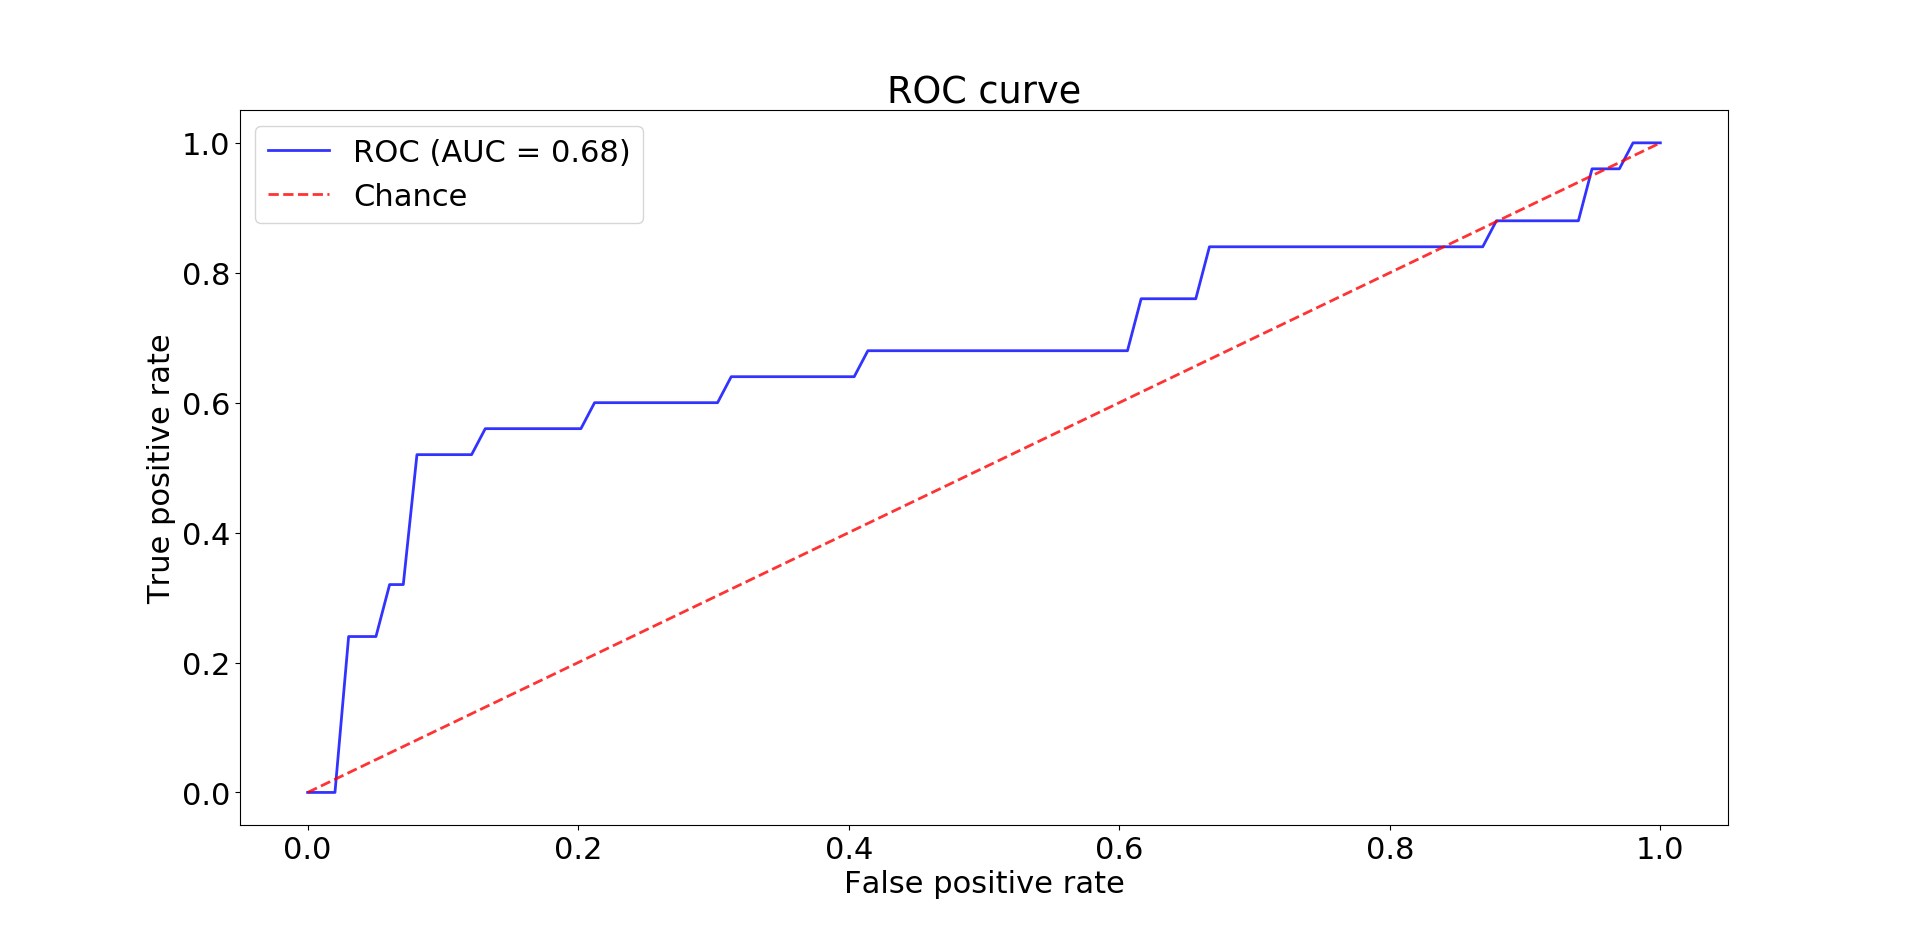 ROC curve
ROC (AUC = 0.68)
Chance
1.0
0.8
0.6
0.4
0.2
0.0
True positive rate
0.0 0.2 0.4 0.6 0.8 1.0
False positive rate